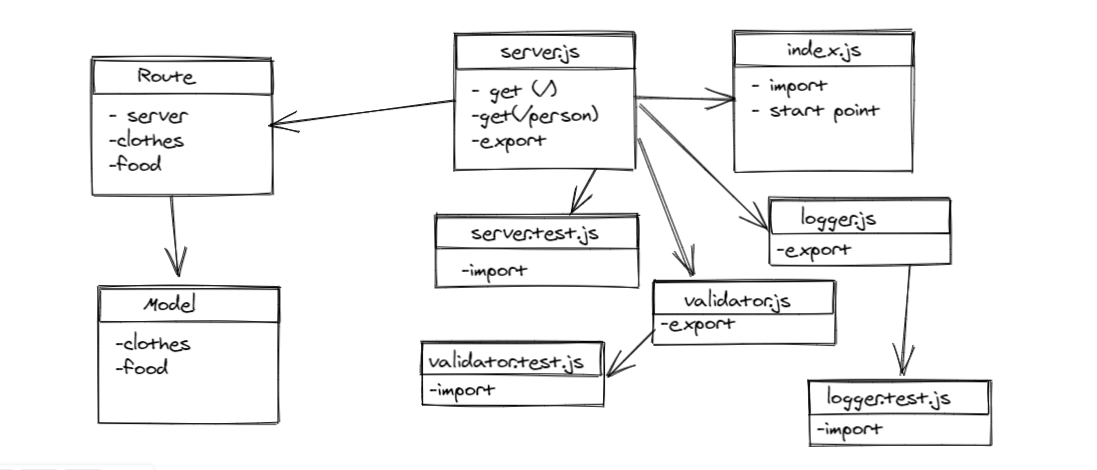 Route
- server
-clothes
-food
server.js
- get (/)
-get(/person)
-export
index.js
- import
- start point
server.test.js
-import
logger.js
-export
Model
-clothes
-food
validator.js
-export
validator.test.js
-import
logger.test.js
-import